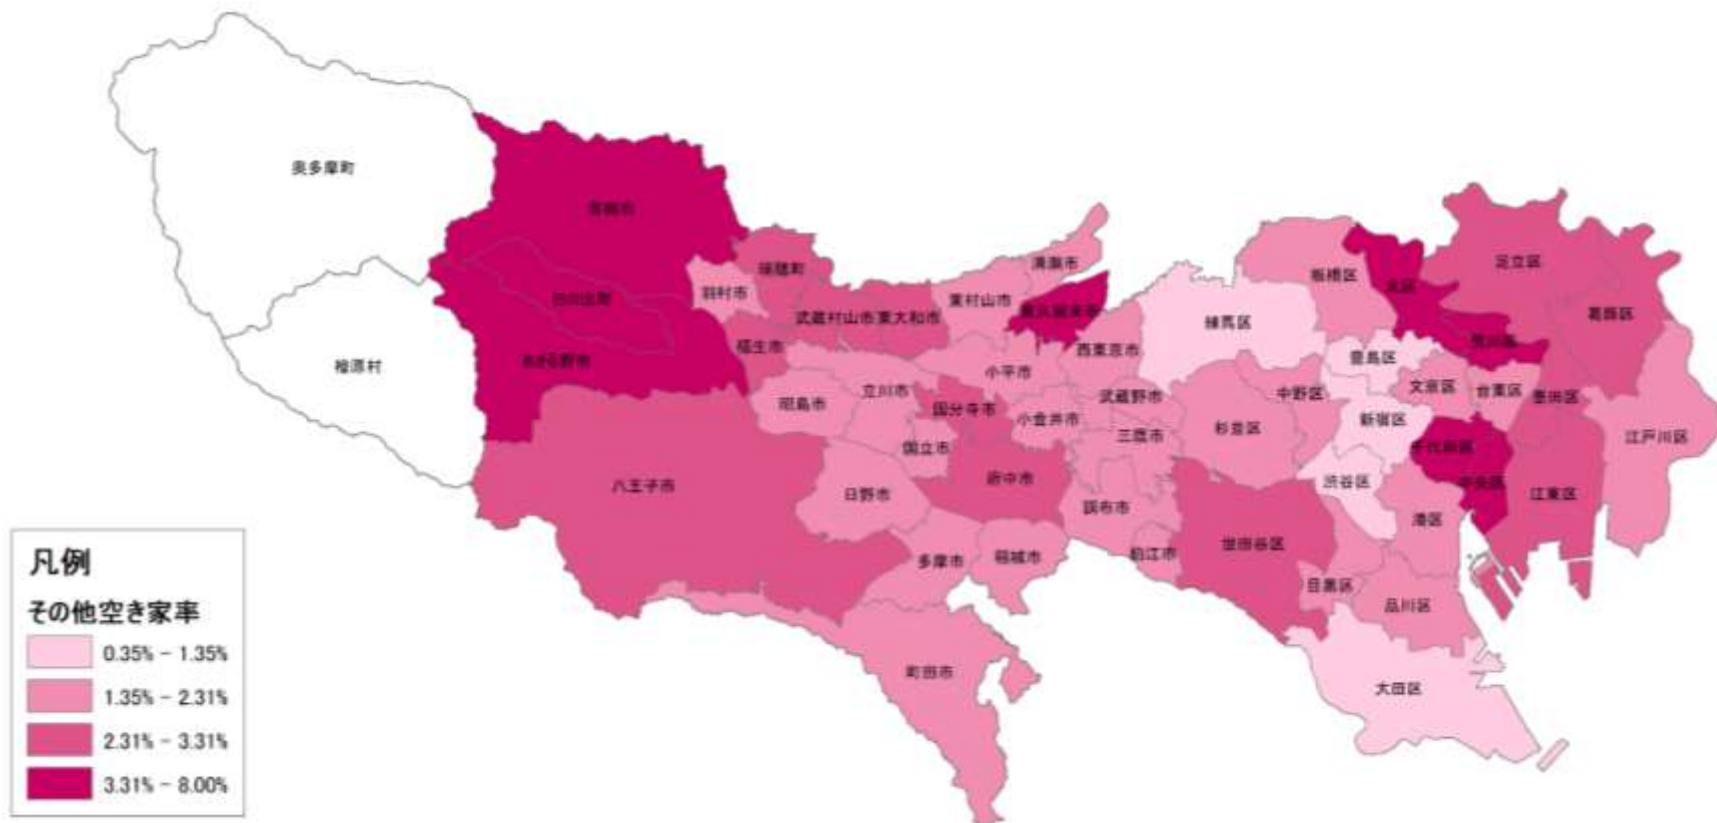 奥多摩町
青梅市
清瀬市
足立区
瑞穂町
板橋区
北区
羽村市
日の出町
東村山市
東久留米市
武蔵村山市
東大和市
練馬区
葛飾区
荒川区
福生市
西東京市
豊島区
檜原村
あきる野市
小平市
立川市
文京区
台東区
墨田区
中野区
武蔵野市
昭島市
国分寺市
小金井市
新宿区
杉並区
三鷹市
江戸川区
国立市
千代田区
八王子市
府中市
渋谷区
中央区
日野市
江東区
調布市
港区
世田谷区
狛江市
多摩市
稲城市
目黒区
品川区
町田市
大田区
凡例
その他空き家率
0.35% - 1.35%
1.35% - 2.31%
2.31% - 3.31%
3.31% - 8.00%